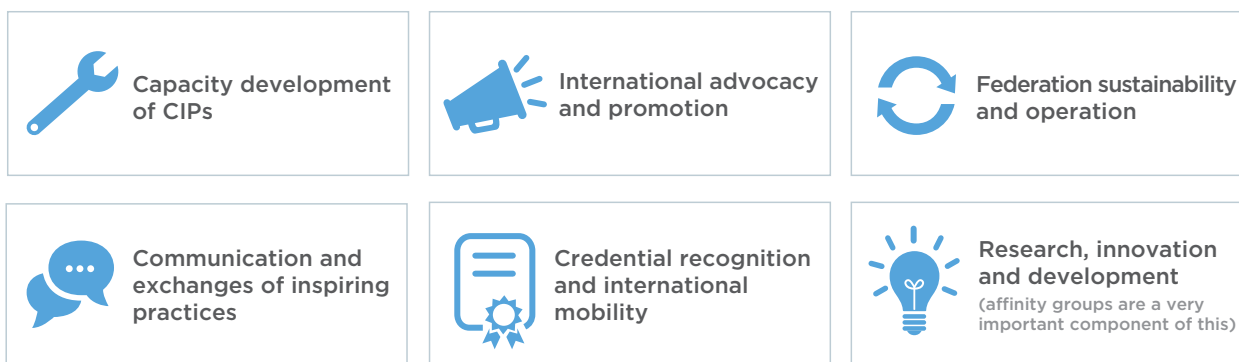 Capacity development
of CIPs
International advocacy
and promotion
Federation sustainability
and operation
Communication and
exchanges of inspiring
practices
Credential recognition
and international
mobility
Research, innovation
and development
(affinity groups are a very
important component of this)